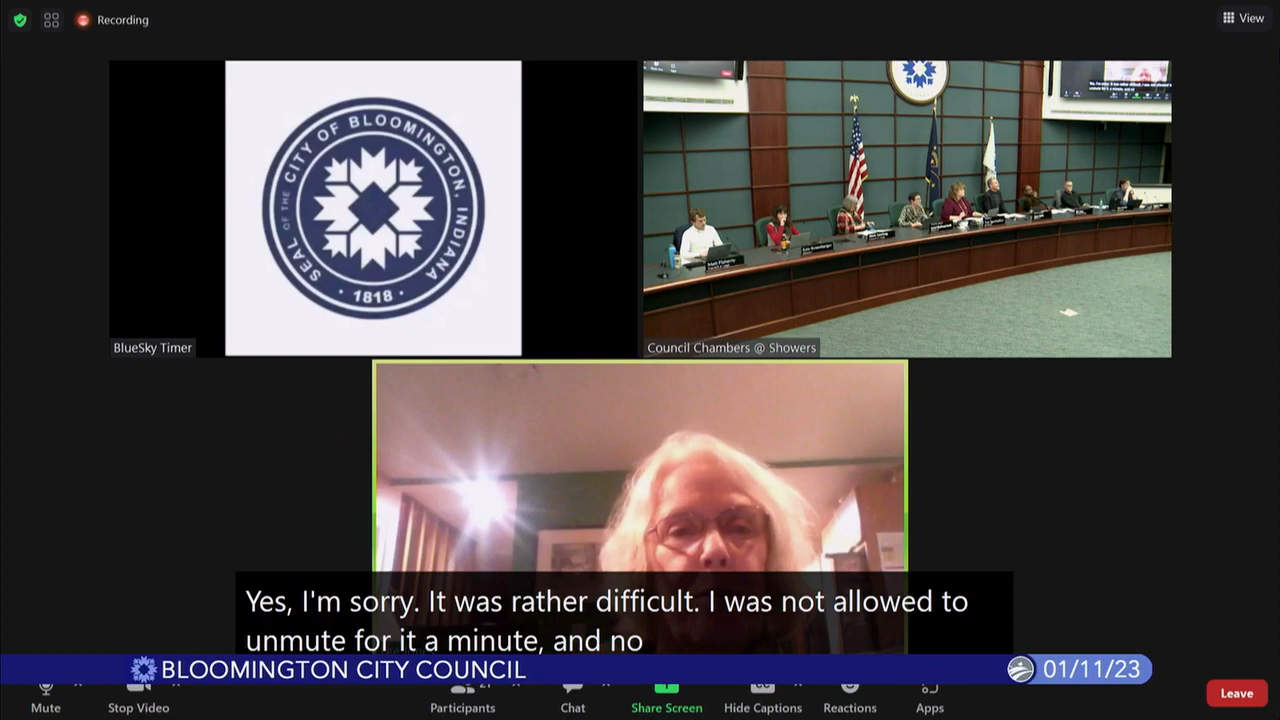 Recording
View
SEAL OF THE CITY OF BLOOMINGTON, INDIANA
· 1818 ·
BlueSky Timer
Council Chambers @ Showers
Yes, I'm sorry. It was rather difficult. I was not allowed to
unmute for it a minute, and no
BLOOMINGTON CITY COUNCIL
01/11/23
Mute
Stop Video
Participants
Chat
Share Screen
Hide Captions
Reactions
Apps
Leave